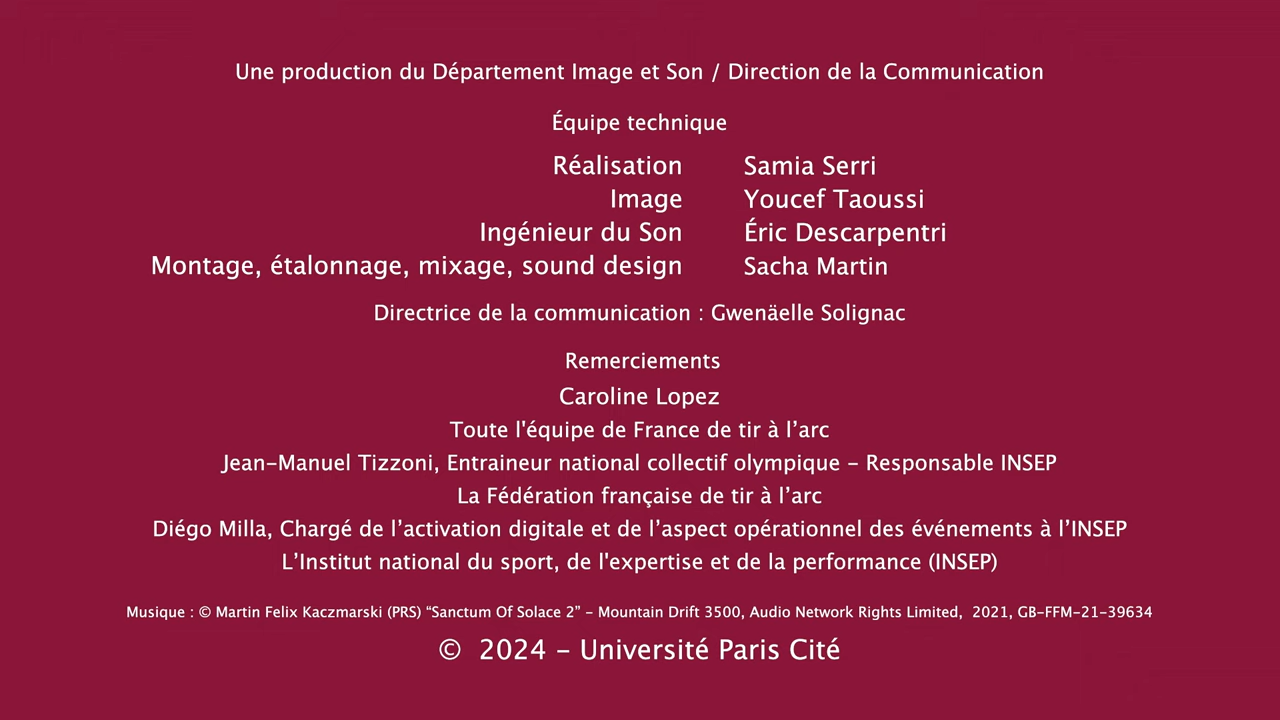 Une production du Département Image et Son / Direction de la Communication
Équipe technique
Réalisation Samia Serri
Image Youcef Taoussi
Ingénieur du Son Éric Descarpentri
Montage, étalonnage, mixage, sound design Sacha Martin
Directrice de la communication : Gwenäelle Solignac
Remerciements
Caroline Lopez
Toute l'équipe de France de tir à l’arc
Jean-Manuel Tizzoni, Entraineur national collectif olympique - Responsable INSEP
La Fédération française de tir à l’arc
Diégo Milla, Chargé de l’activation digitale et de l’aspect opérationnel des événements à l’INSEP
L’Institut national du sport, de l'expertise et de la performance (INSEP)
Musique : © Martin Felix Kaczmarski (PRS) “Sanctum Of Solace 2” - Mountain Drift 3500, Audio Network Rights Limited, 2021, GB-FFM-21-39634
© 2024 - Université Paris Cité